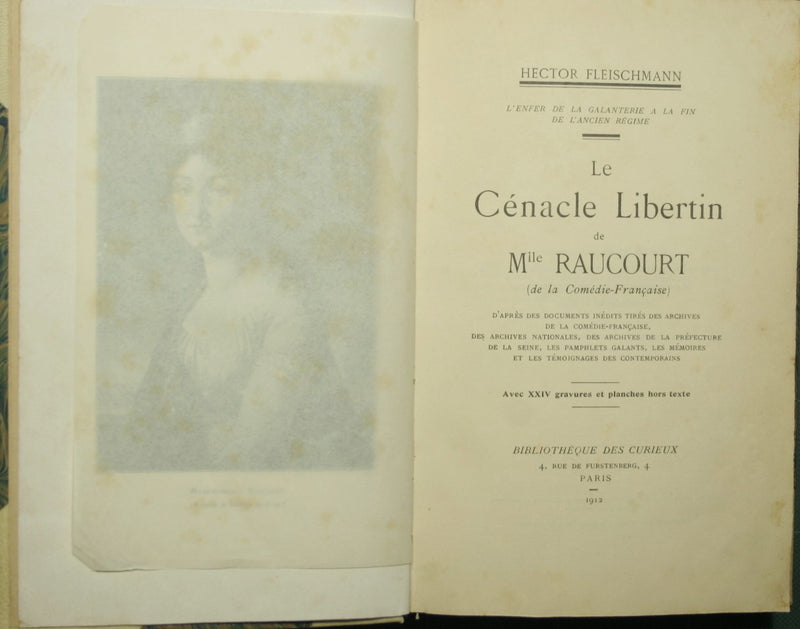 HECTOR FLEISCHMANN
L'ENFER DE LA GALANTERIE A LA FIN
DE L'ANCIEN RÉGIME
Le
Cénacle Libertin
de
Mlle RAUCOURT
(de la Comédie-Française)
D'APRÈS DES DOCUMENTS INÉDITS TIRÉS DES ARCHIVES
DE LA COMÉDIE-FRANÇAISE,
DES ARCHIVES NATIONALES, DES ARCHIVES DE LA PRÉFECTURE
DE LA SEINE, LES PAMPHLETS GALANTS, LES MÉMOIRES
ET LES TÉMOIGNAGES DES CONTEMPORAINS
Avec XXIV gravures et planches hors texte
BIBLIOTHÈQUE DES CURIEUX
4, RUE DE FURSTENBERG, 4
PARIS
1912